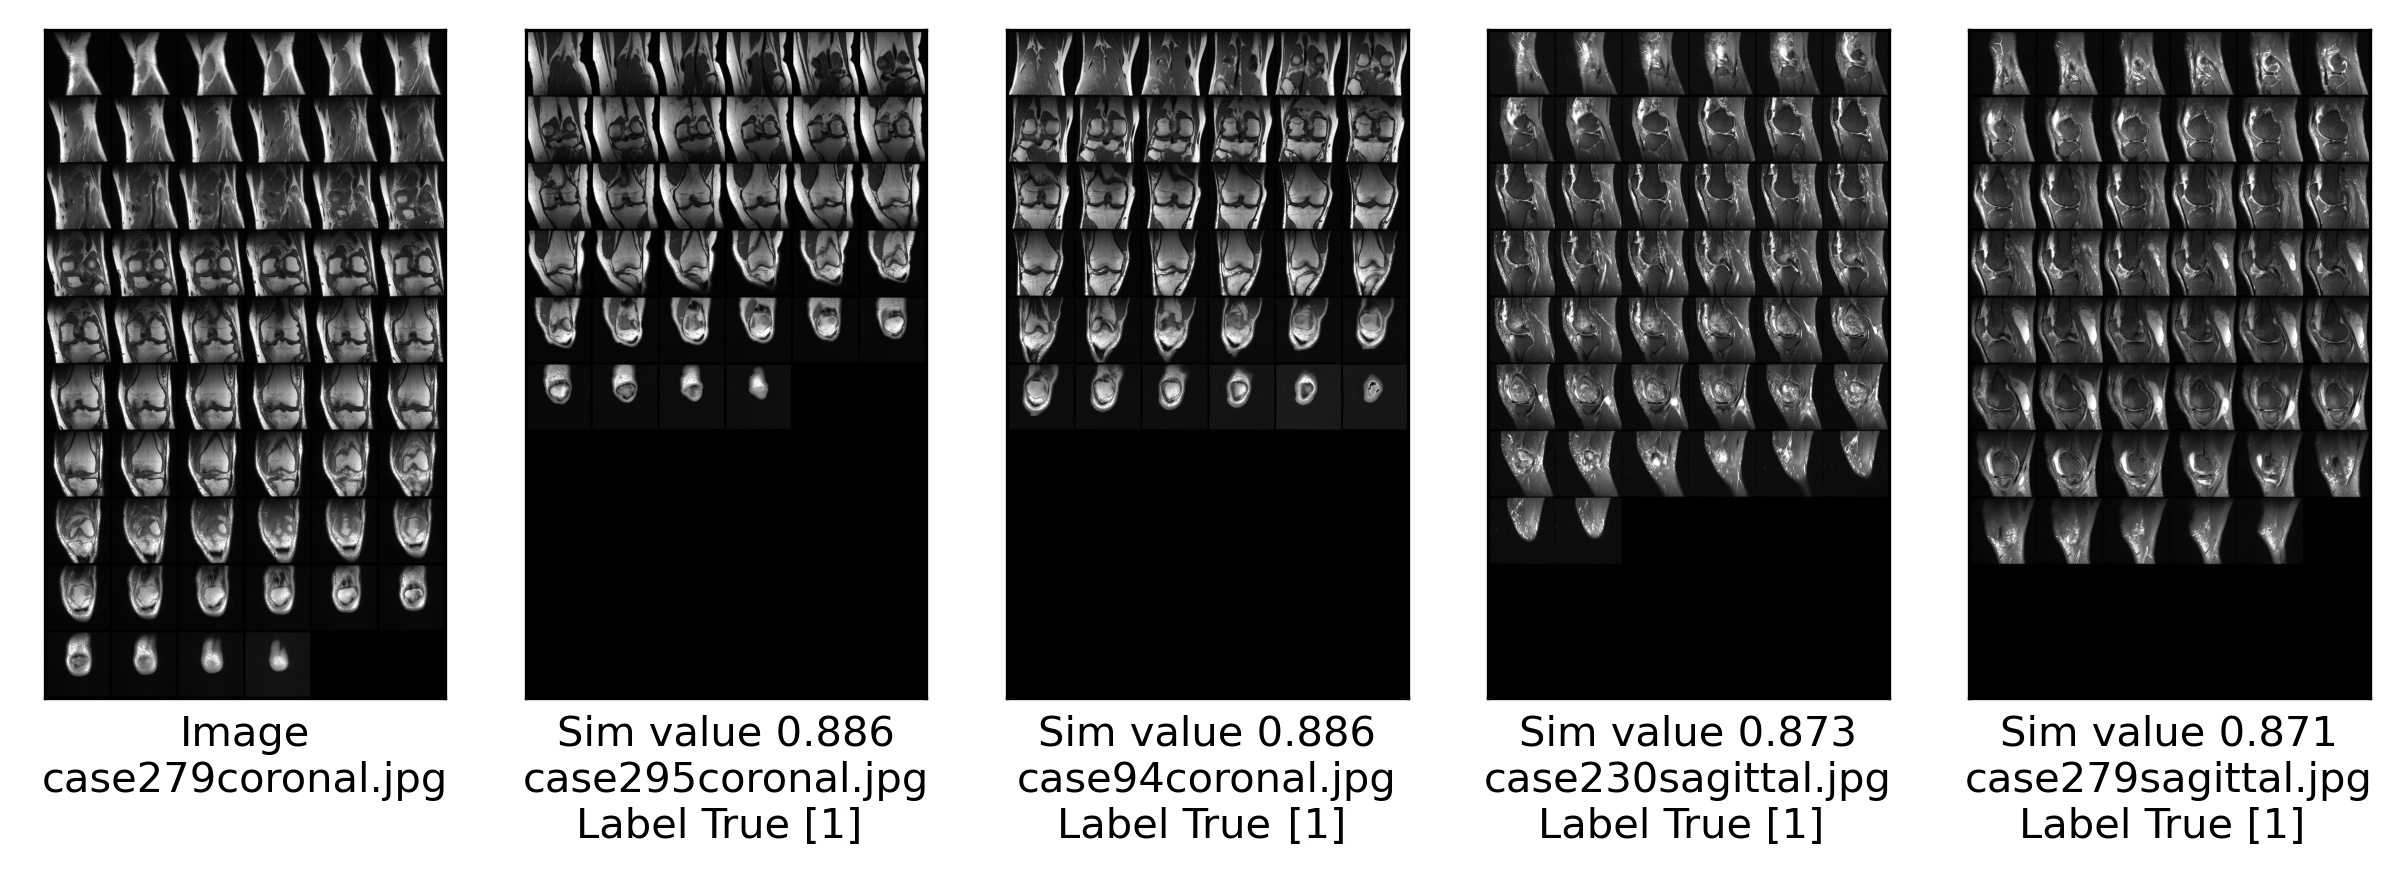 Image
case279coronal.jpg
Sim value 0.886
case295coronal.jpg
Label True [1]
Sim value 0.886
case94coronal.jpg
Label True [1]
Sim value 0.873
case230sagittal.jpg
Label True [1]
Sim value 0.871
case279sagittal.jpg
Label True [1]